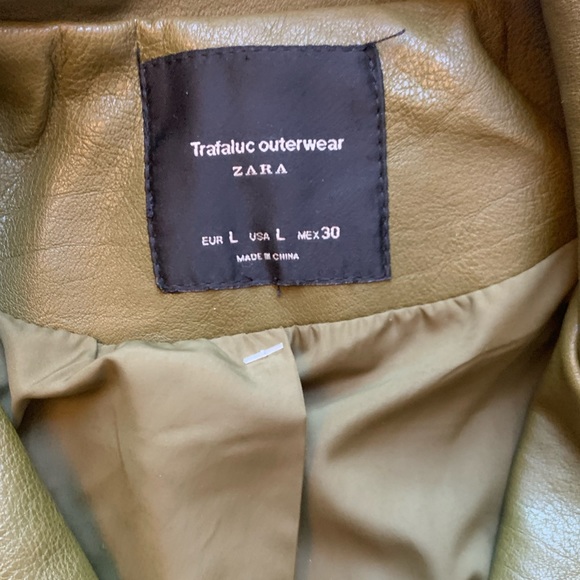 Trafaluc outerwear
ZARA
EUR L USA L MEX 30
MADE IN CHINA